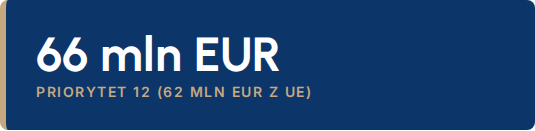 66 mln EUR
PRIORYTET 12 (62 MLN EUR Z UE)